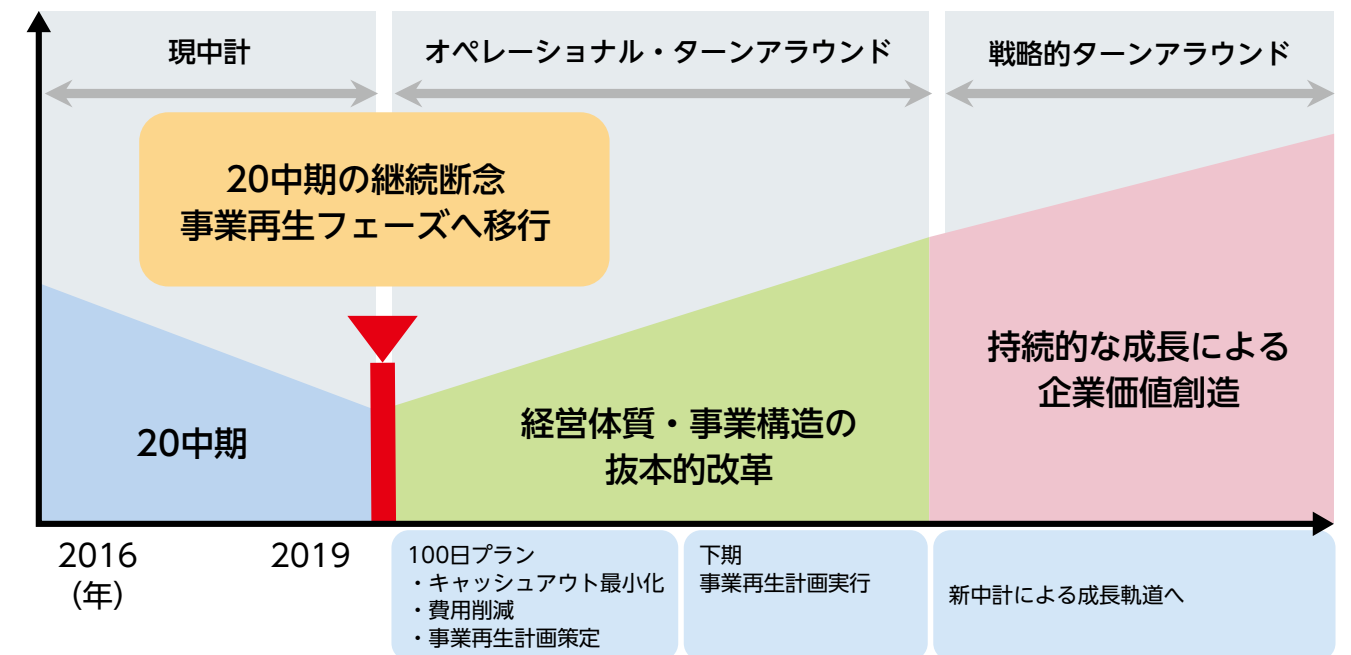 現中計
オペレーショナル・ターンアラウンド
戦略的ターンアラウンド
20中期の継続断念
事業再生フェーズへ移行
20中期
経営体質・事業構造の
抜本的改革
持続的な成長による
企業価値創造
2016
(年)
2019
100日プラン
・キャッシュアウト最小化
・費用削減
・事業再生計画策定
下期
事業再生計画実行
新中計による成長軌道へ